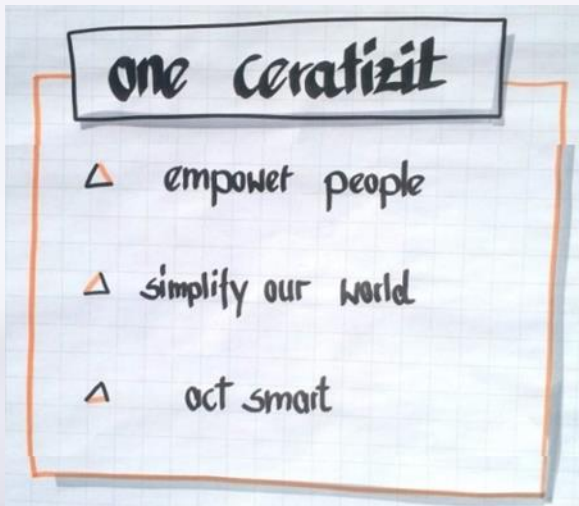 one ceratizit
empower people
simplify our world
act smart